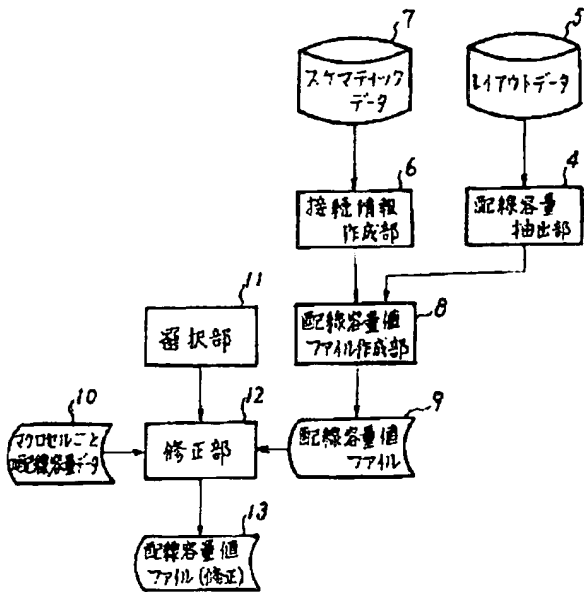 7
5
スケマティック
データ
レイアウトデータ
6
4
接続情報
作成部
配線容量
抽出部
11
選択部
配線容量値
ファイル作成部
8
10
12
9
マクロセルごと
の配線容量データ
修正部
配線容量値
ファイル
13
配線容量値
ファイル(修正)